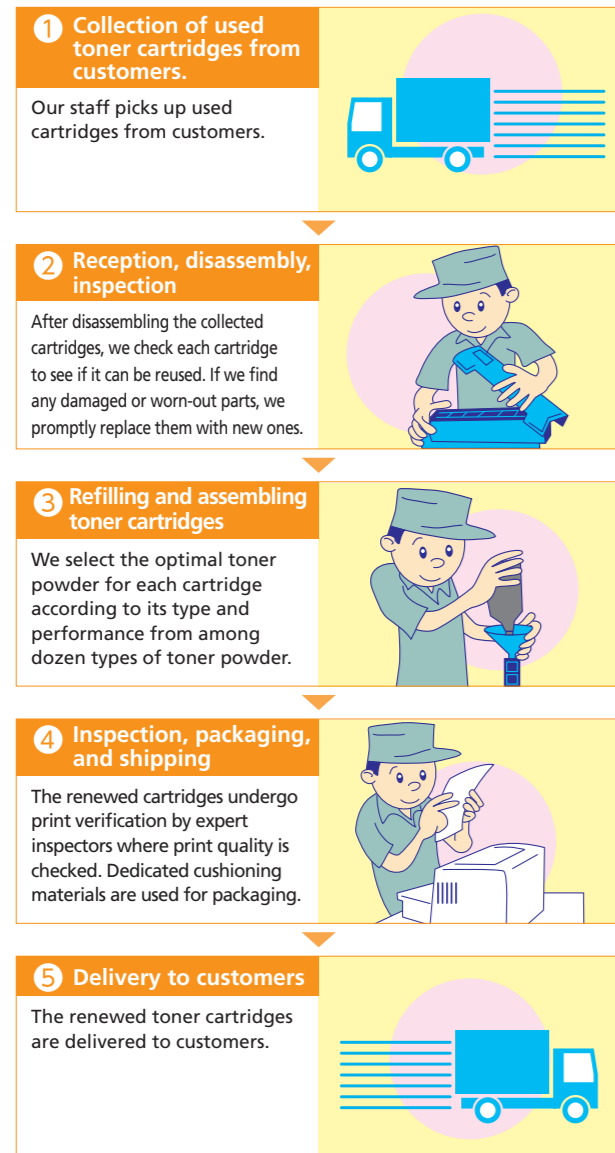 ① Collection of used
toner cartridges from
customers.
Our staff picks up used
cartridges from customers.
② Reception, disassembly,
inspection
After disassembling the collected
cartridges, we check each cartridge
to see if it can be reused. If we find
any damaged or worn-out parts, we
promptly replace them with new ones.
③ Refilling and assembling
toner cartridges
We select the optimal toner
powder for each cartridge
according to its type and
performance from among
dozen types of toner powder.
④ Inspection, packaging,
and shipping
The renewed cartridges undergo
print verification by expert
inspectors where print quality is
checked. Dedicated cushioning
materials are used for packaging.
⑤ Delivery to customers
The renewed toner cartridges
are delivered to customers.